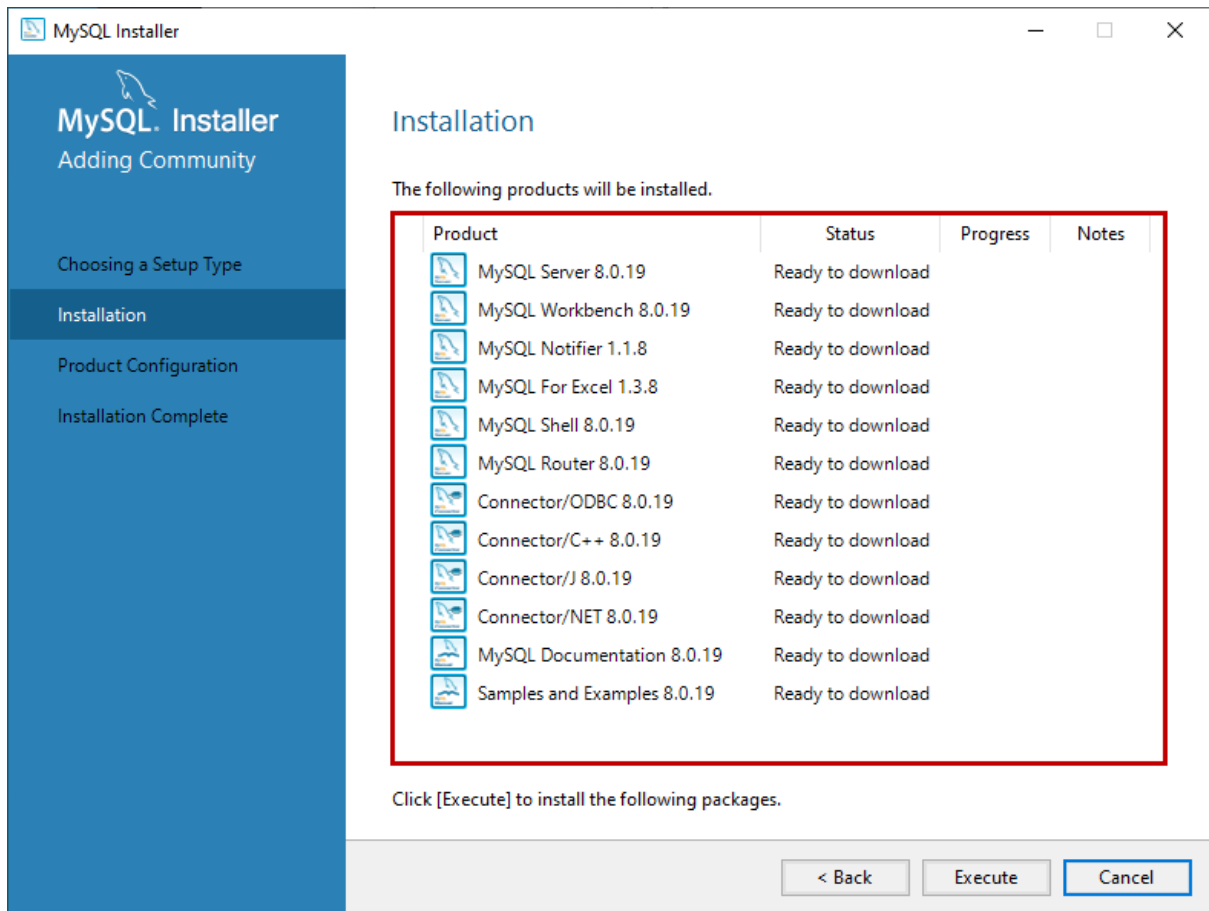 MySQL Installer
MySQL. Installer
Adding Community
Choosing a Setup Type
Installation
Product Configuration
Installation Complete
Installation
The following products will be installed.
Product Status Progress Notes
MySQL Server 8.0.19 Ready to download
MySQL Workbench 8.0.19 Ready to download
MySQL Notifier 1.1.8 Ready to download
MySQL For Excel 1.3.8 Ready to download
MySQL Shell 8.0.19 Ready to download
MySQL Router 8.0.19 Ready to download
Connector/ODBC 8.0.19 Ready to download
Connector/C++ 8.0.19 Ready to download
Connector/J 8.0.19 Ready to download
Connector/NET 8.0.19 Ready to download
MySQL Documentation 8.0.19 Ready to download
Samples and Examples 8.0.19 Ready to download
Click [Execute] to install the following packages.
< Back Execute Cancel